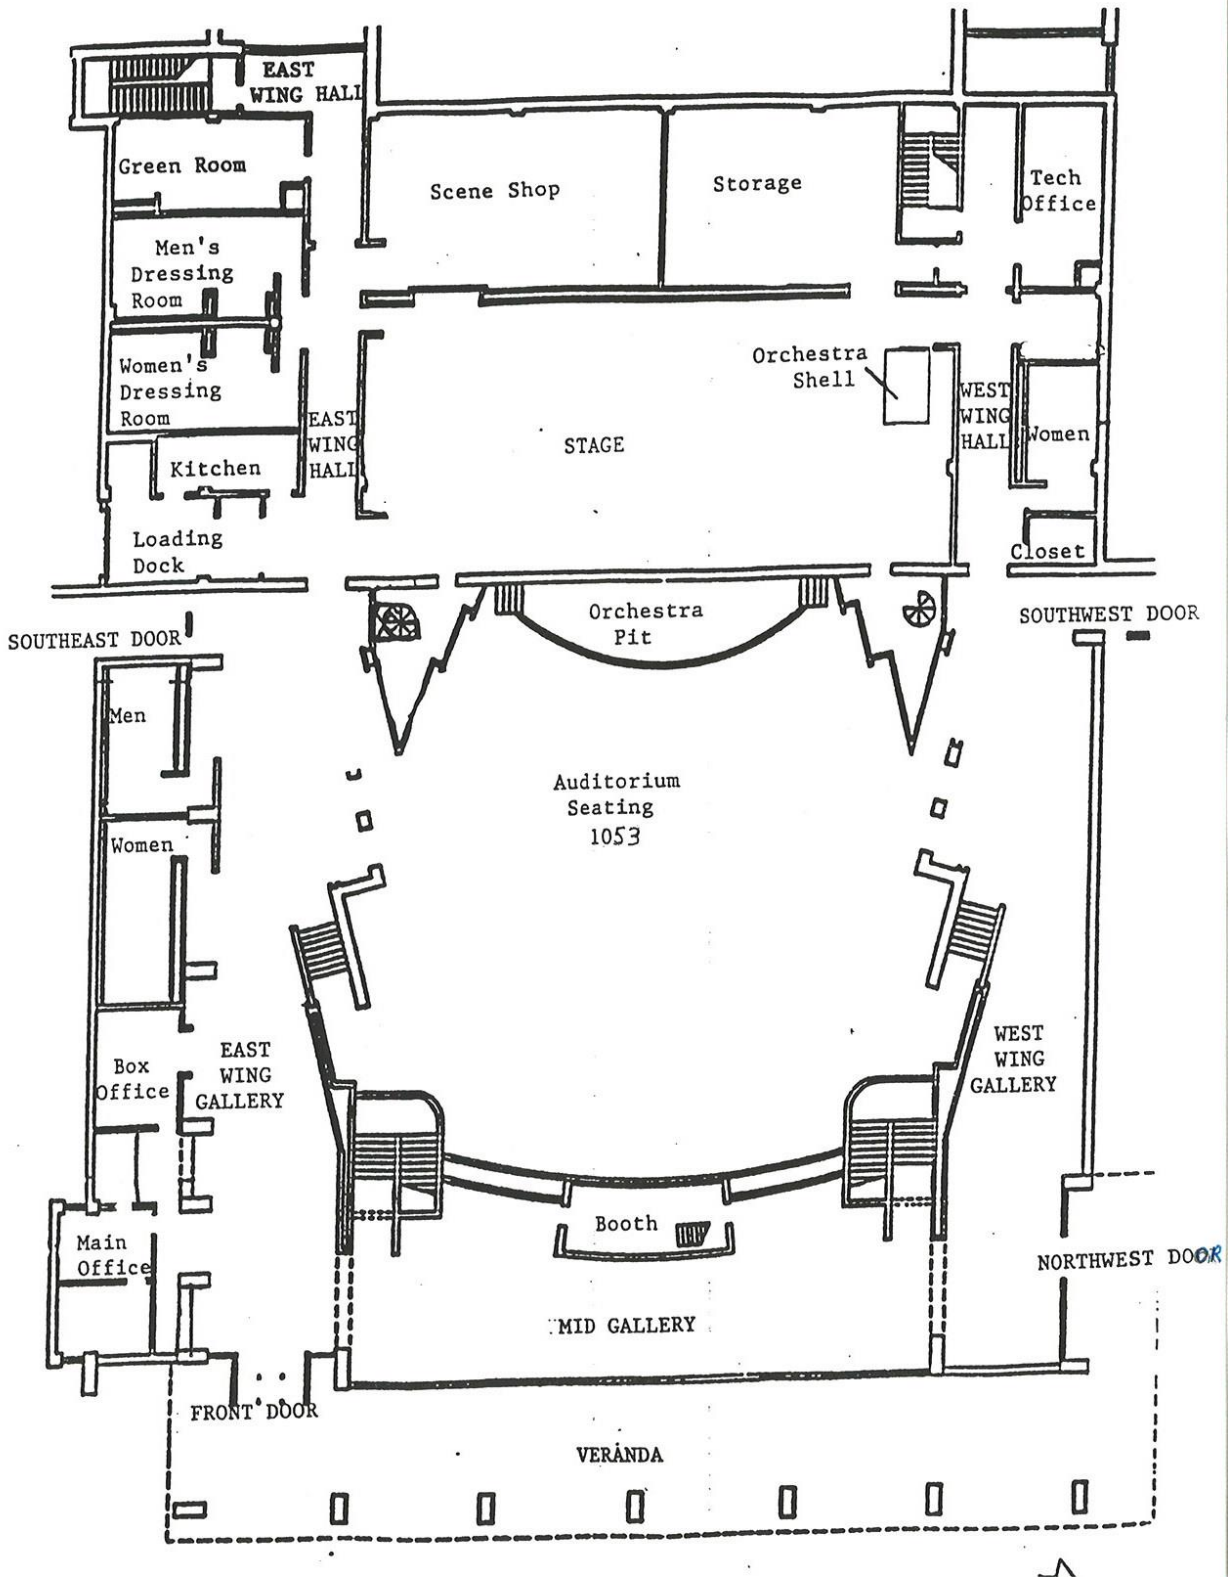 EAST
WING HALL
Green Room
Scene Shop
Storage
Tech
Office
Men's
Dressing
Room
Orchestra
Shell
Women's
Dressing
Room
EAST
WING
HALL
WEST
WING
HALL
Women
STAGE
Kitchen
Loading
Dock
Closet
Orchestra
Pit
SOUTHEAST DOOR
SOUTHWEST DOOR
Men
Auditorium
Seating
1053
Women
EAST
WING
GALLERY
WEST
WING
GALLERY
Box
Office
Booth
Main
Office
NORTHWEST DOOR
MID GALLERY
FRONT DOOR
VERANDA